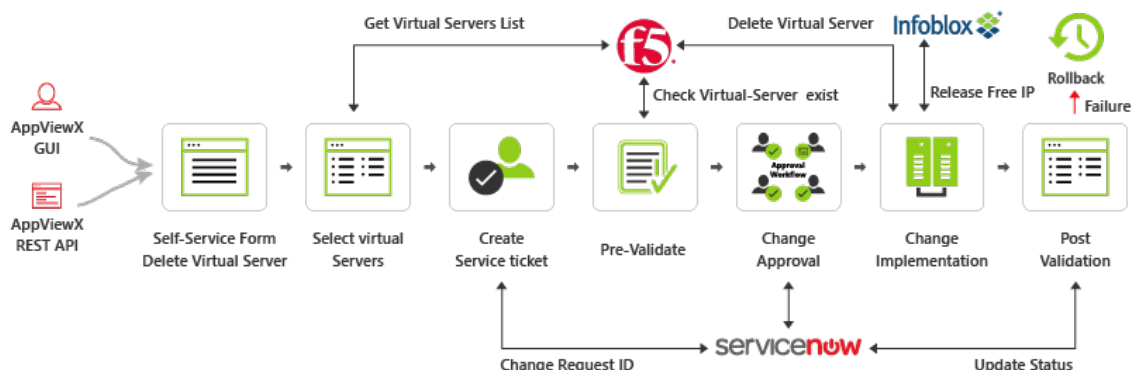 Get Virtual Servers List
f5.
Delete Virtual Server
Infoblox
Rollback
Failure
Check Virtual-Server exist
Release Free IP
AppViewX
GUI
AppViewX
REST API
Approval
Workflow
Self-Service Form
Delete Virtual Server
Select virtual
Servers
Create
Service ticket
Pre-Validate
Change
Approval
Change
Implementation
Post
Validation
servicenow
Change Request ID
Update Status